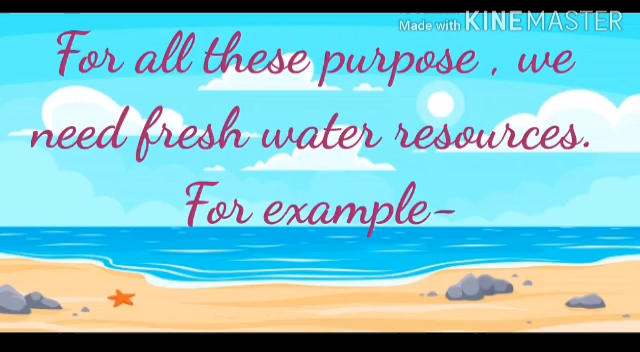 Made with KINEMASTER
For all these purpose , we
need fresh water resources.
For example-